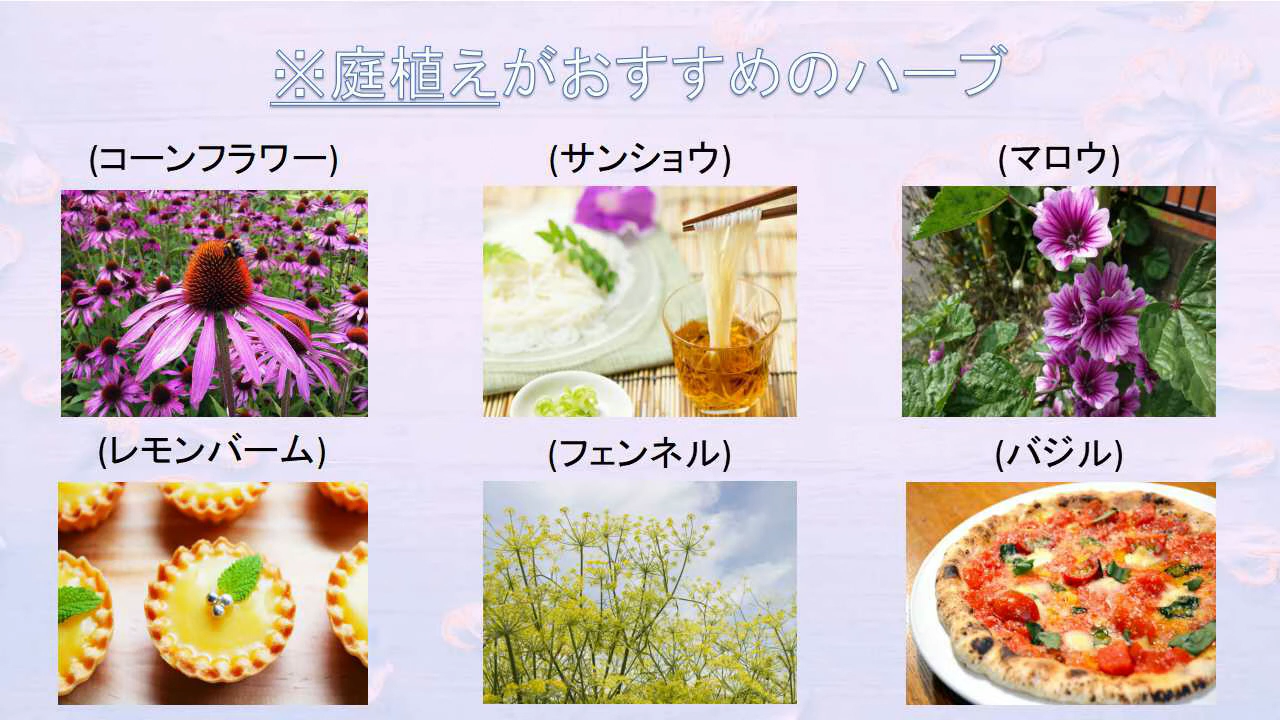 ※庭植えがおすすめのハーブ
(コーンフラワー)
(サンショウ)
(マロウ)
(レモンバーム)
(フェンネル)
(バジル)